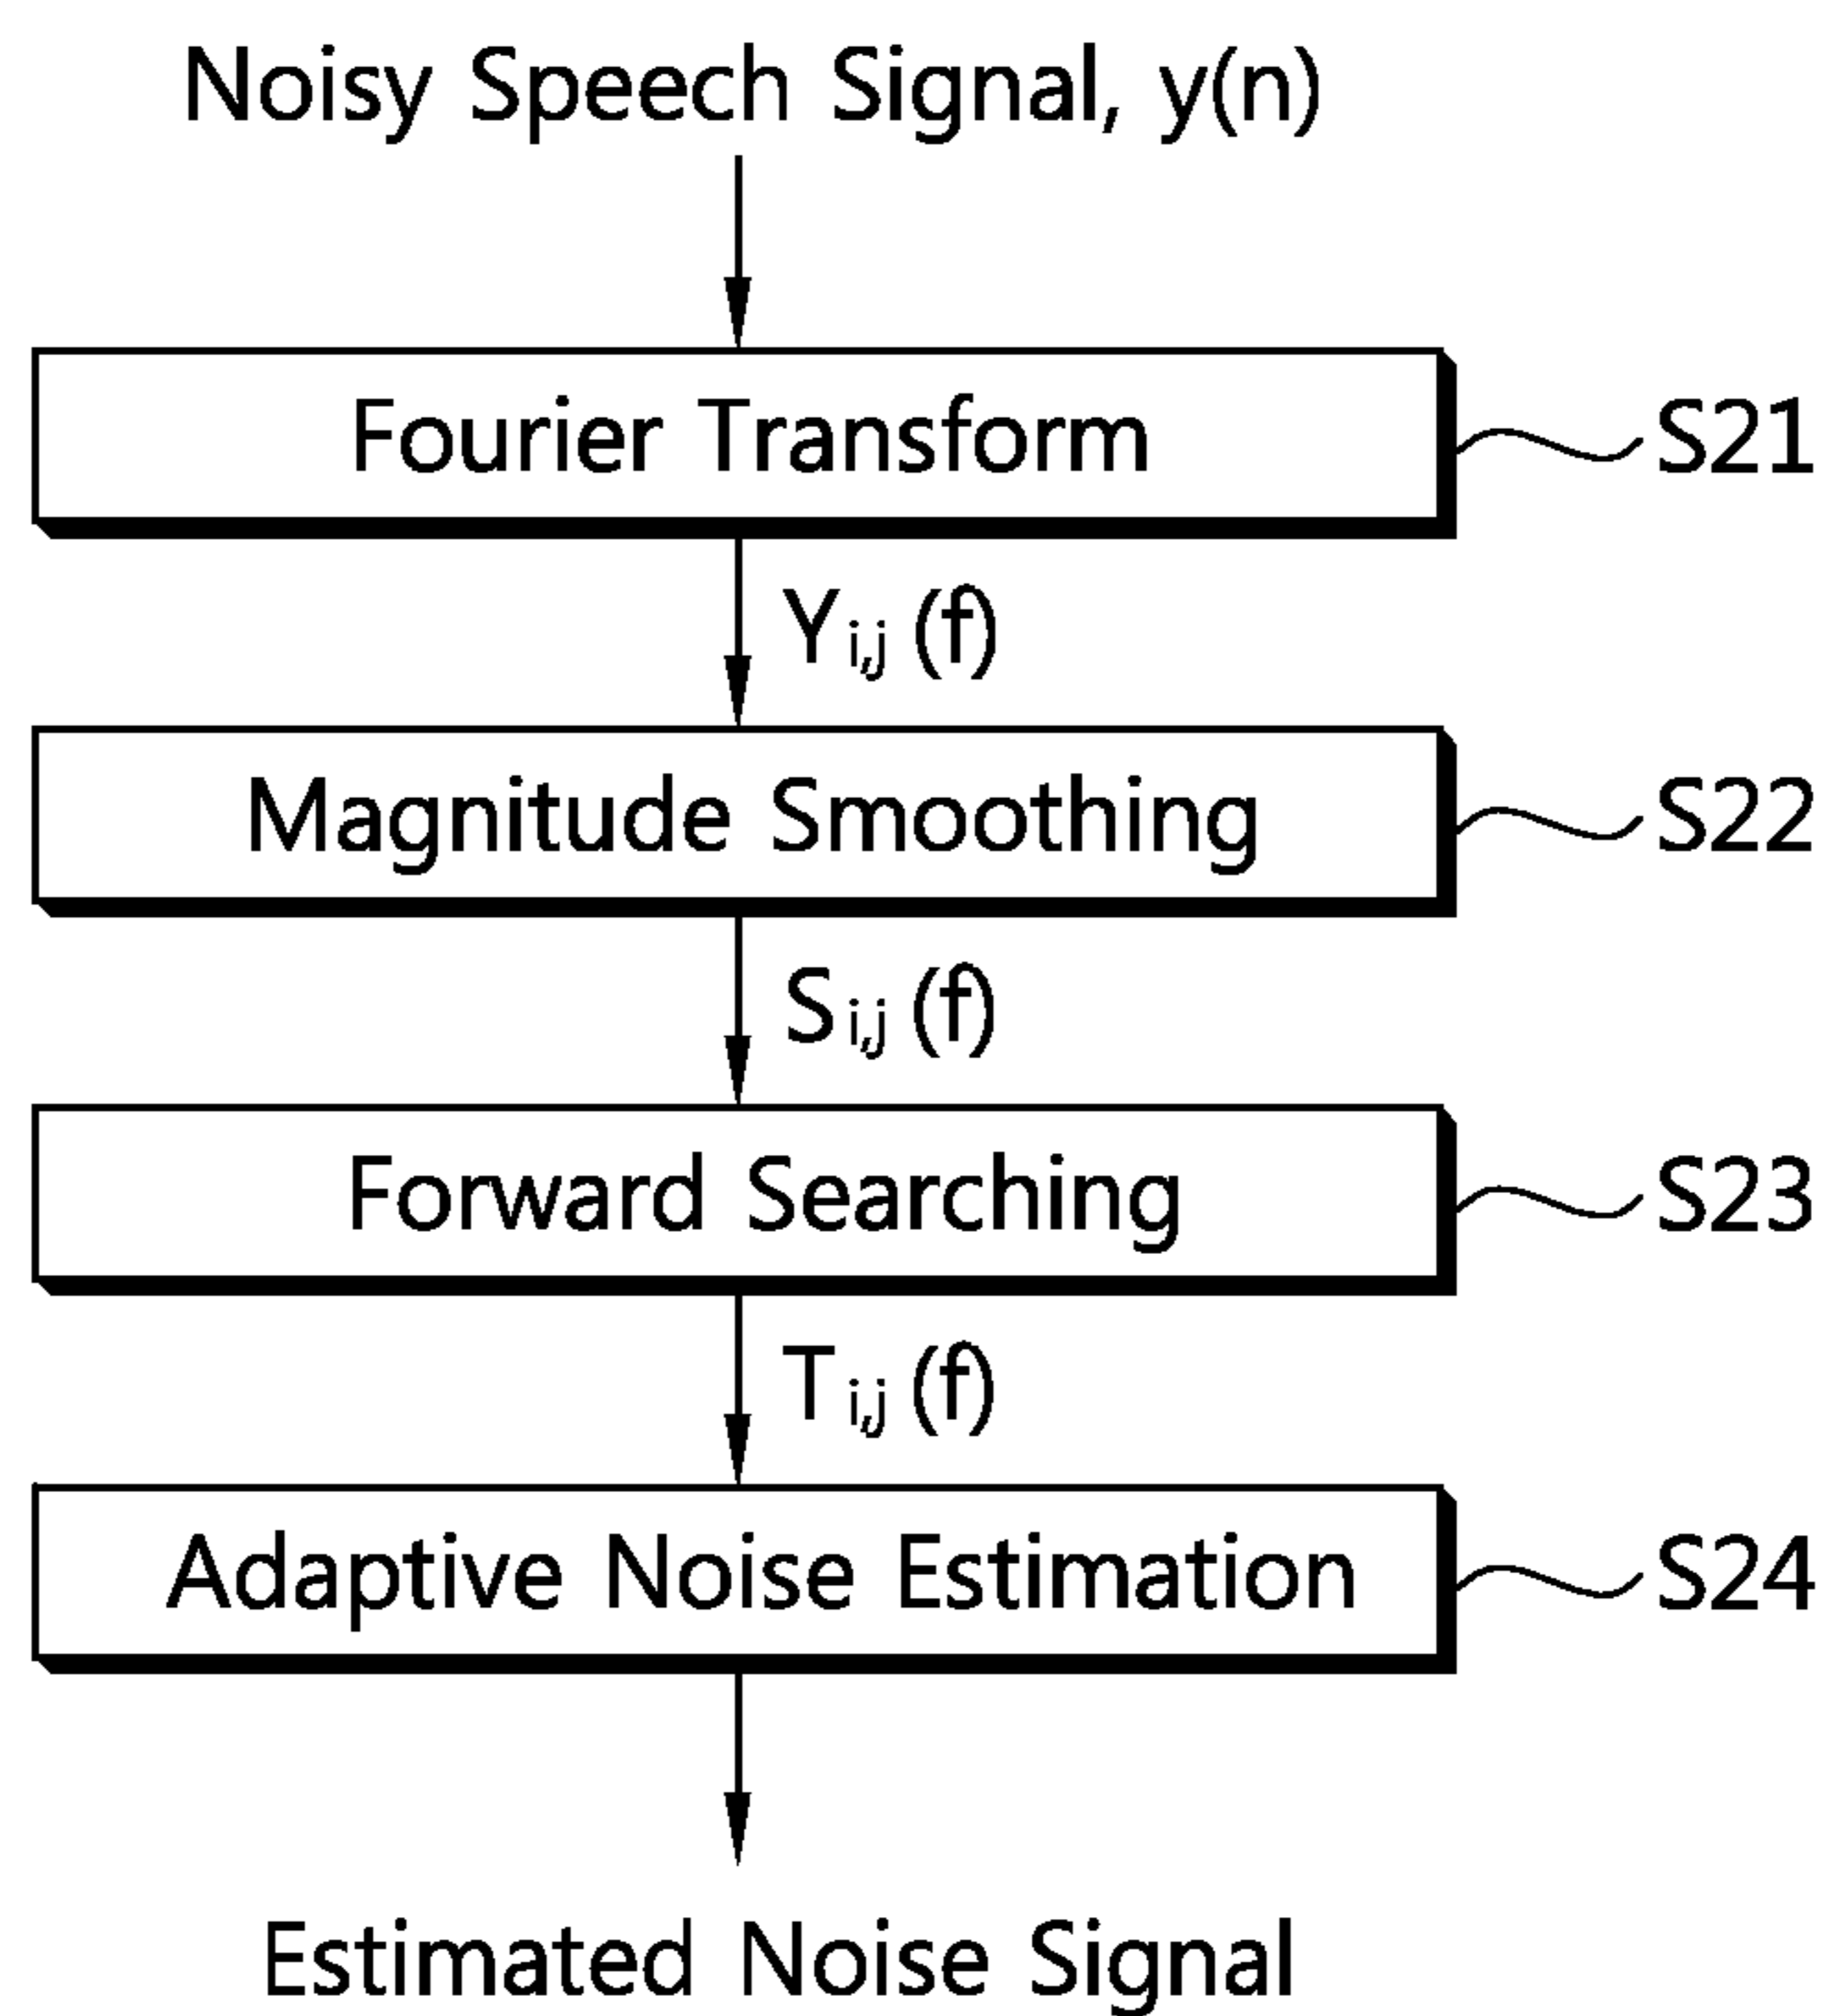 Noisy Speech Signal, y(n)
Fourier Transform
S21
Yi,j (f)
Magnitude Smoothing
S22
Si,j (f)
Forward Searching
S23
Ti,j (f)
Adaptive Noise Estimation
S24
Estimated Noise Signal